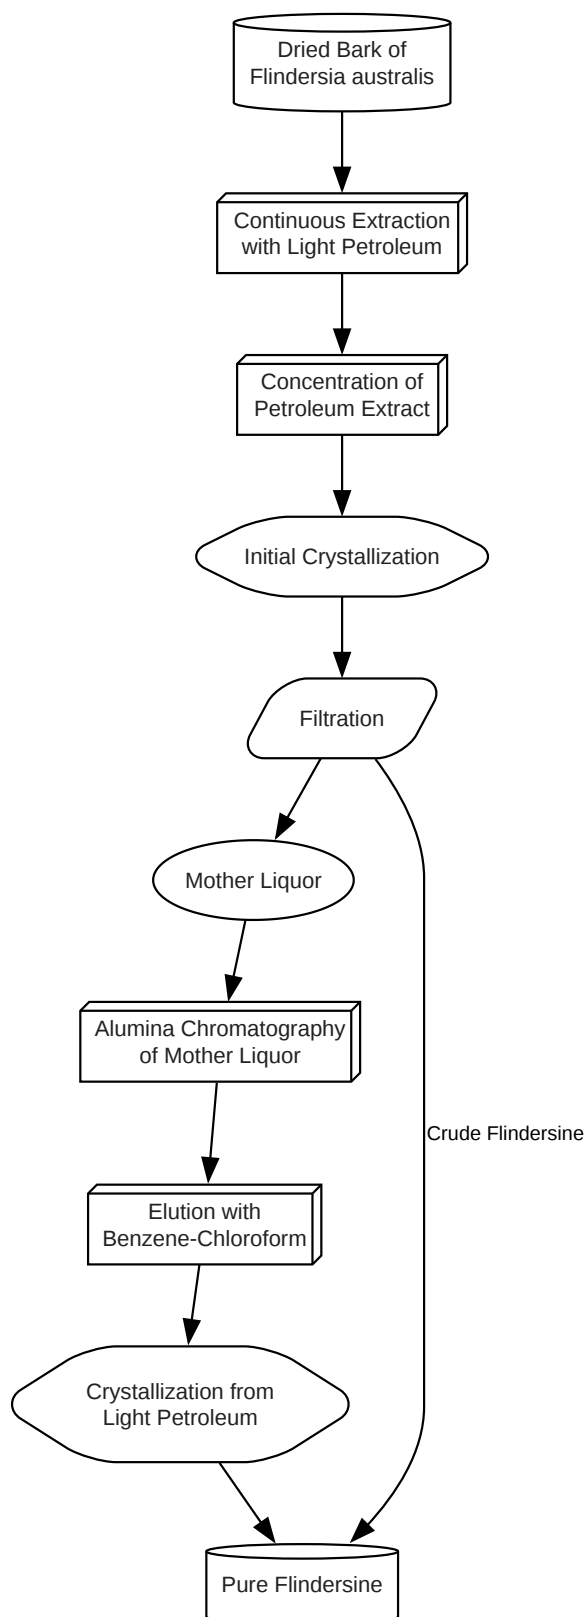 Dried Bark of
Flindersia australis
Continuous Extraction
with Light Petroleum
Concentration of
Petroleum Extract
Initial Crystallization
Filtration
Mother Liquor
Alumina Chromatography
of Mother Liquor
Crude Flindersine
Elution with
Benzene-Chloroform
Crystallization from
Light Petroleum
Pure Flindersine